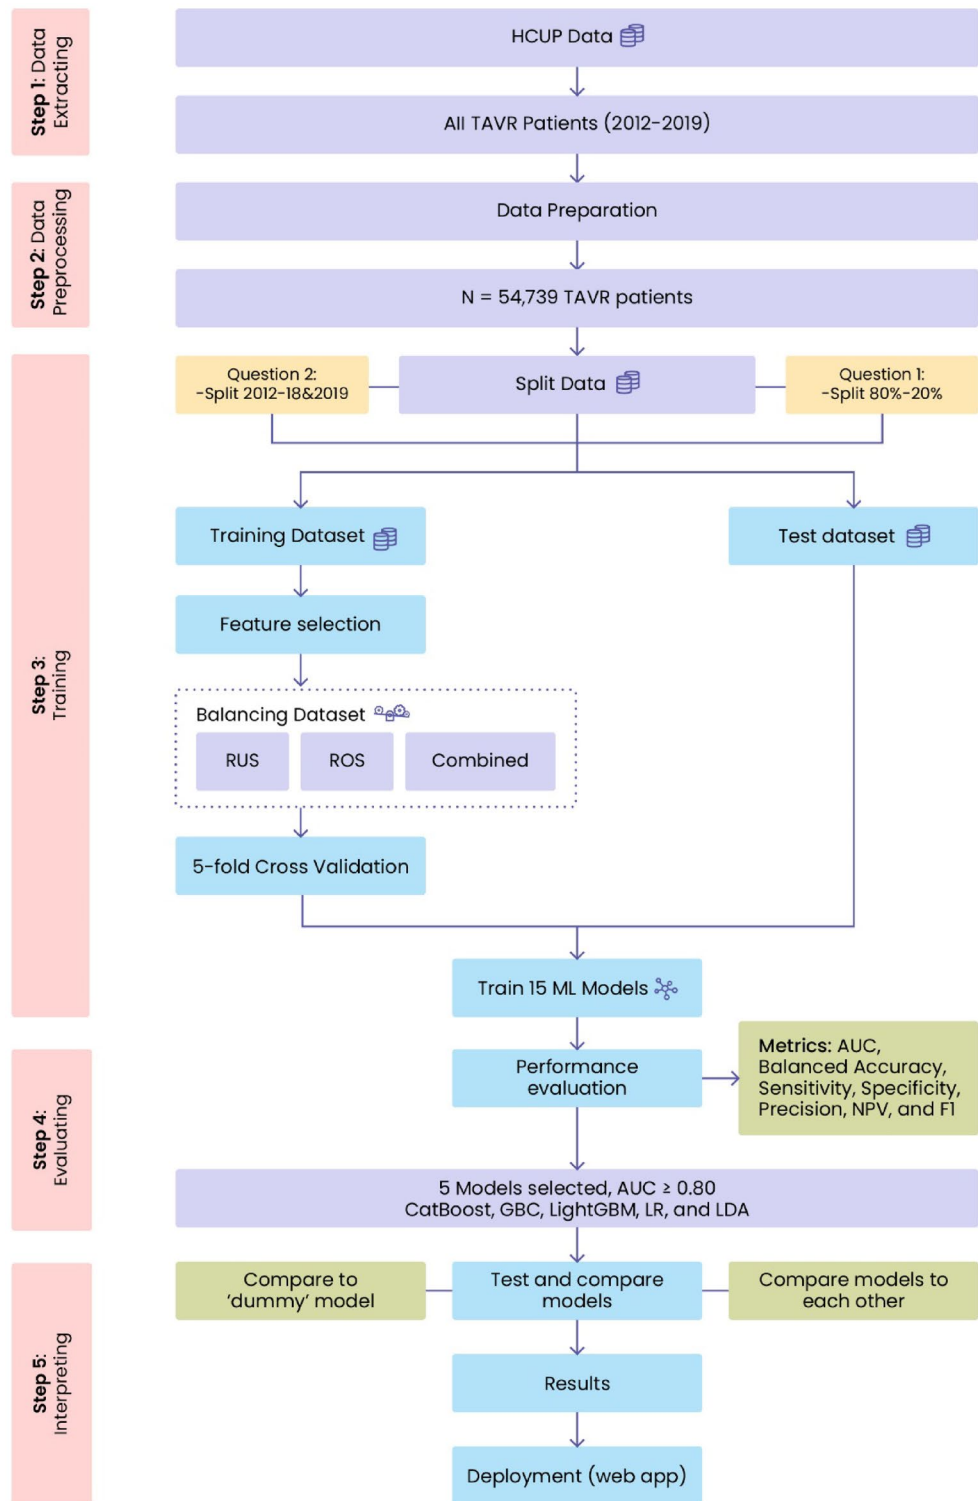 Step 1: Data
Extracting
HCUP Data
All TAVR Patients (2012-2019)
Step 2: Data
Preprocessing
Data Preparation
N = 54,739 TAVR patients
Step 3:
Training
Question 2:
-Split 2012-18&2019
Split Data
Question 1:
-Split 80%-20%
Training Dataset
Test dataset
Feature selection
Balancing Dataset
RUS
ROS
Combined
5-fold Cross Validation
Train 15 ML Models
Step 4:
Evaluating
Performance
evaluation
Metrics: AUC,
Balanced Accuracy,
Sensitivity, Specificity,
Precision, NPV, and F1
5 Models selected, AUC ≥ 0.80
CatBoost, GBC, LightGBM, LR, and LDA
Step 5:
Interpreting
Compare to
‘dummy’ model
Test and compare
models
Compare models to
each other
Results
Deployment (web app)